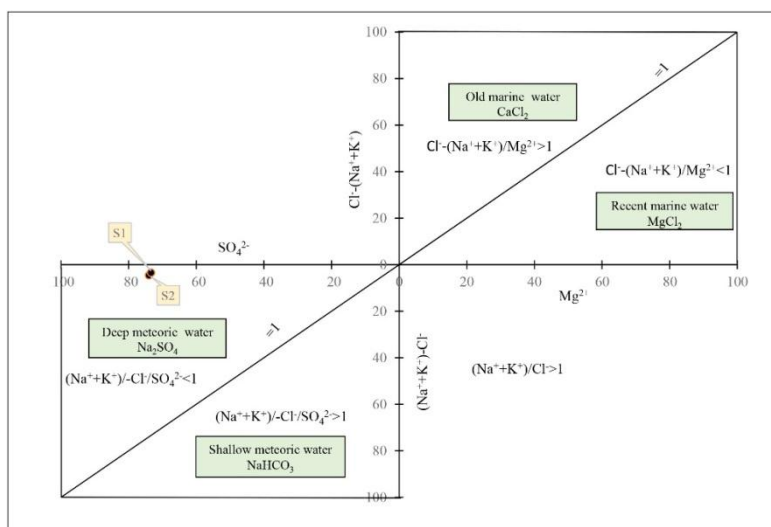 100
80
60
40
20
0
Cl⁻-(Na⁺+K⁺)
=1
Old marine water
CaCl₂
Cl⁻-(Na⁺+K⁺)/Mg²⁺>1
Cl⁻-(Na⁺+K⁺)/Mg²⁺<1
Recent marine water
MgCl₂
S1
SO₄²⁻
100 80 60 40 20 0 20 40 60 80 100
Mg²⁺
S2
20
40
60
80
100
(Na⁺+K⁺)-Cl⁻
=1
Deep meteoric water
Na₂SO₄
(Na⁺+K⁺)/-Cl⁻/SO₄²⁻<1
(Na⁺+K⁺)/Cl⁻>1
(Na⁺+K⁺)/-Cl⁻/SO₄²⁻>1
Shallow meteoric water
NaHCO₃